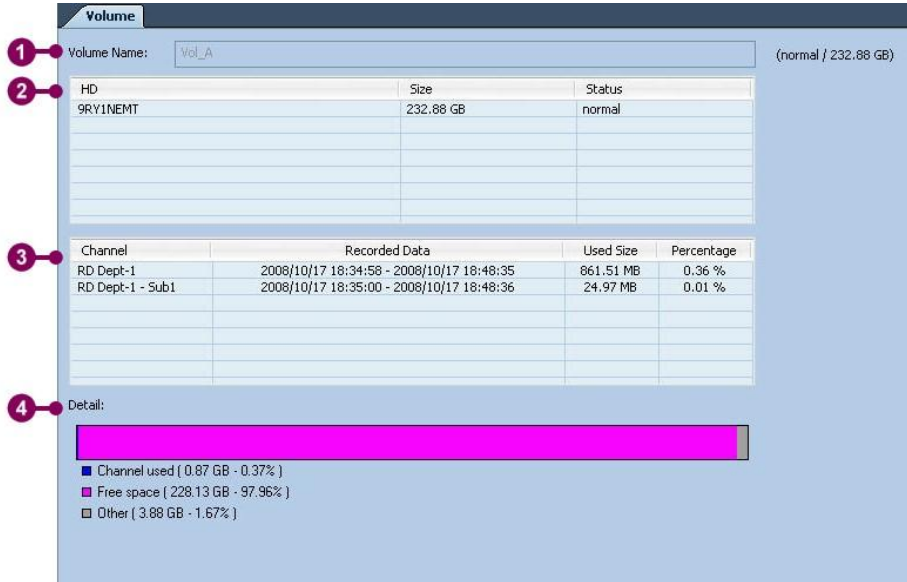 Volume
1 Volume Name: Vol_A (normal / 232.88 GB)
2 HD Size Status
9RY1NEMT 232.88 GB normal
3 Channel Recorded Data Used Size Percentage
RD Dept-1 2008/10/17 18:34:58 - 2008/10/17 18:48:35 861.51 MB 0.36 %
RD Dept-1 - Sub1 2008/10/17 18:35:00 - 2008/10/17 18:48:36 24.97 MB 0.01 %
4 Detail:
Channel used ( 0.87 GB - 0.37% )
Free space ( 228.13 GB - 97.96% )
Other ( 3.88 GB - 1.67% )